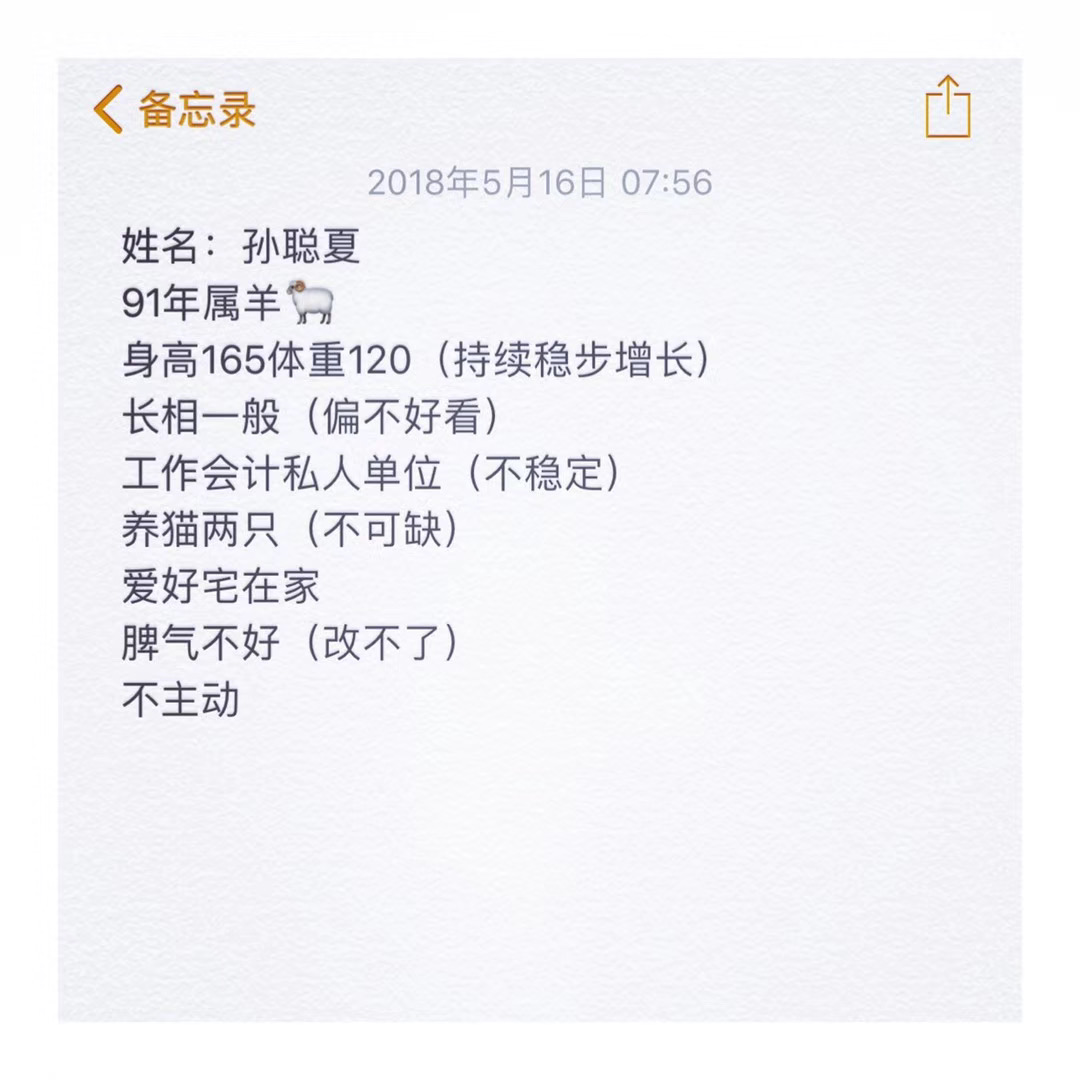 备忘录
2018年5月16日 07:56
姓名：孙聪夏
91年属羊🐏
身高165体重120（持续稳步增长）
长相一般（偏不好看）
工作会计私人单位（不稳定）
养猫两只（不可缺）
爱好宅在家
脾气不好（改不了）
不主动